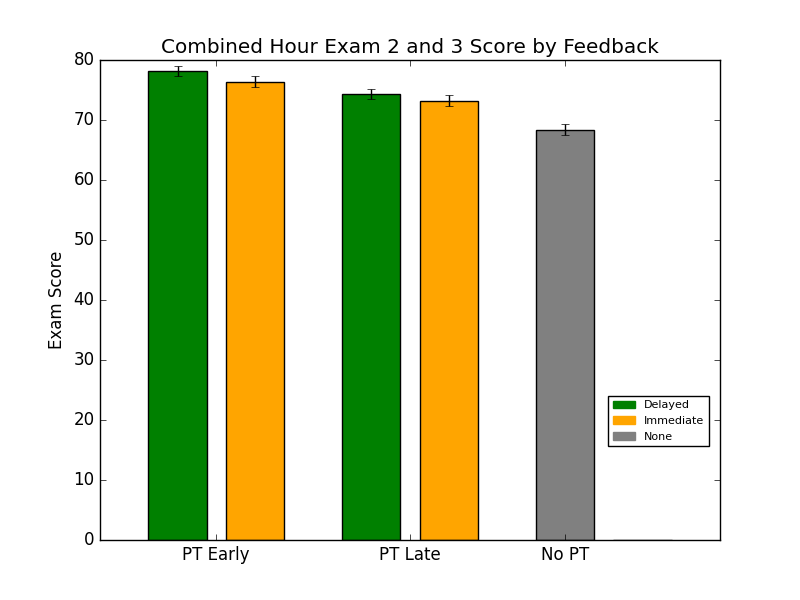 Combined Hour Exam 2 and 3 Score by Feedback
80
70
60
50
40
30
20
10
0
Exam Score
Delayed
Immediate
None
PT Early
PT Late
No PT